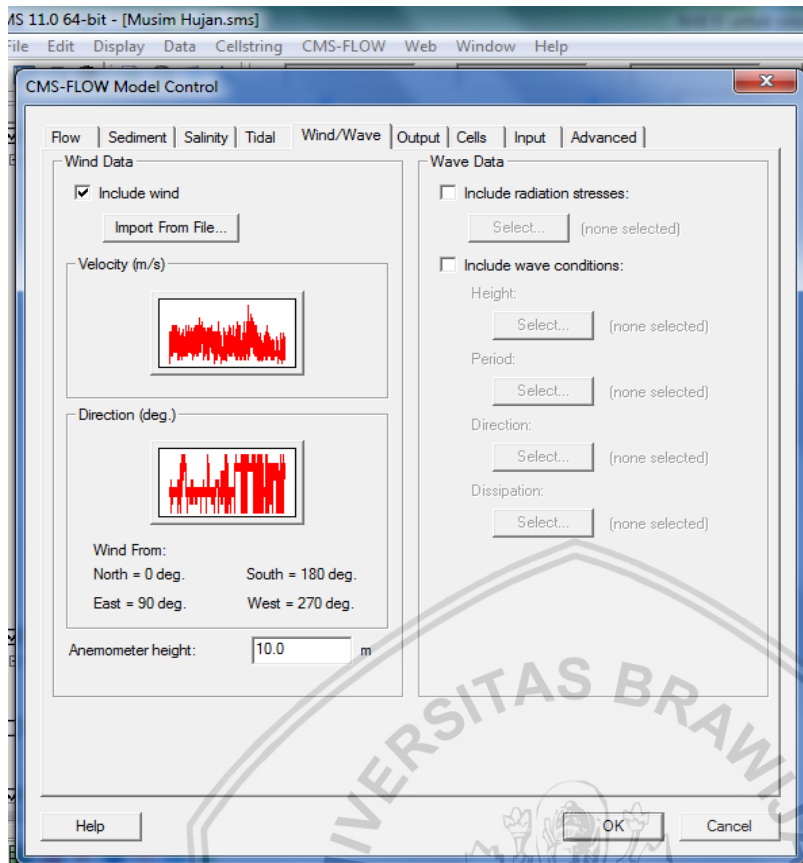 MS 11.0 64-bit - [Musim Hujan.sms]
File Edit Display Data Cellstring CMS-FLOW Web Window Help
CMS-FLOW Model Control
Flow Sediment Salinity Tidal Wind/Wave Output Cells Input Advanced
Wind Data
Include wind
Import From File...
Velocity (m/s)
Direction (deg.)
Wind From:
North = 0 deg. South = 180 deg.
East = 90 deg. West = 270 deg.
Anemometer height: 10.0 m
Wave Data
Include radiation stresses:
Select... (none selected)
Include wave conditions:
Height:
Select... (none selected)
Period:
Select... (none selected)
Direction:
Select... (none selected)
Dissipation:
Select... (none selected)
VERSITAS BRAWIJ
Help OK Cancel